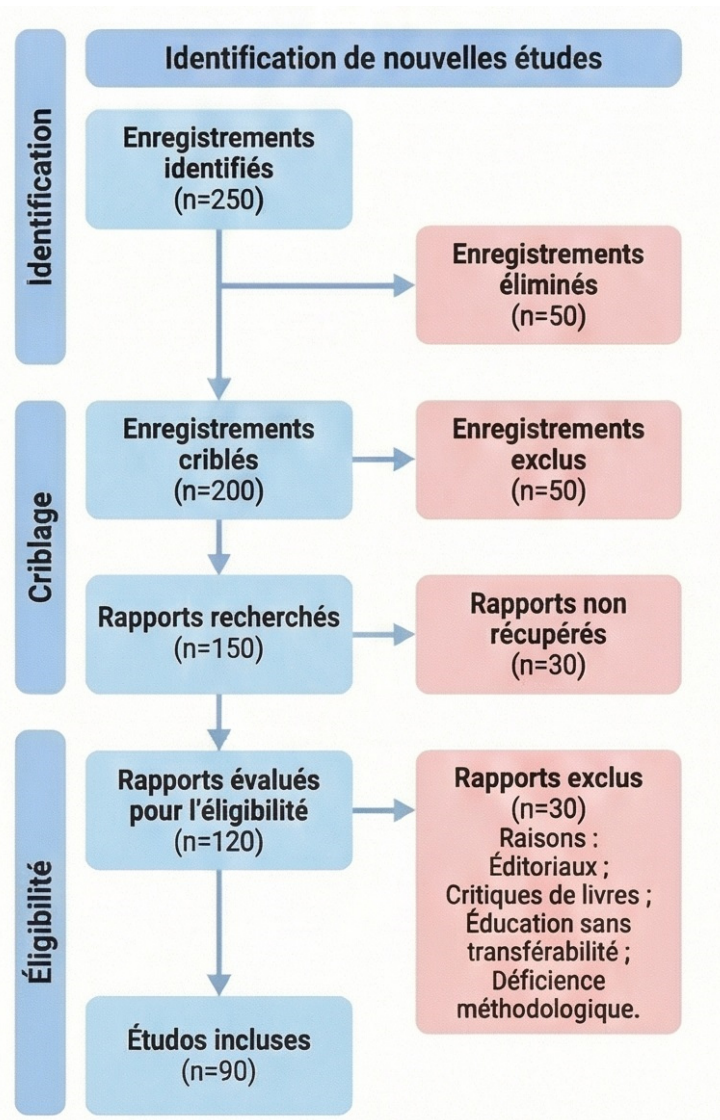 Identification de nouvelles études
Identification
Enregistrements
identifiés
(n=250)
Enregistrements
éliminés
(n=50)
Criblage
Enregistrements
criblés
(n=200)
Enregistrements
exclus
(n=50)
Rapports recherchés
(n=150)
Rapports non
récupérés
(n=30)
Éligibilité
Rapports évalués
pour l'éligibilité
(n=120)
Rapports exclus
(n=30)
Raisons :
Éditoriaux ;
Critiques de livres ;
Éducation sans
transférabilité ;
Déficience
méthodologique.
Étudos incluses
(n=90)